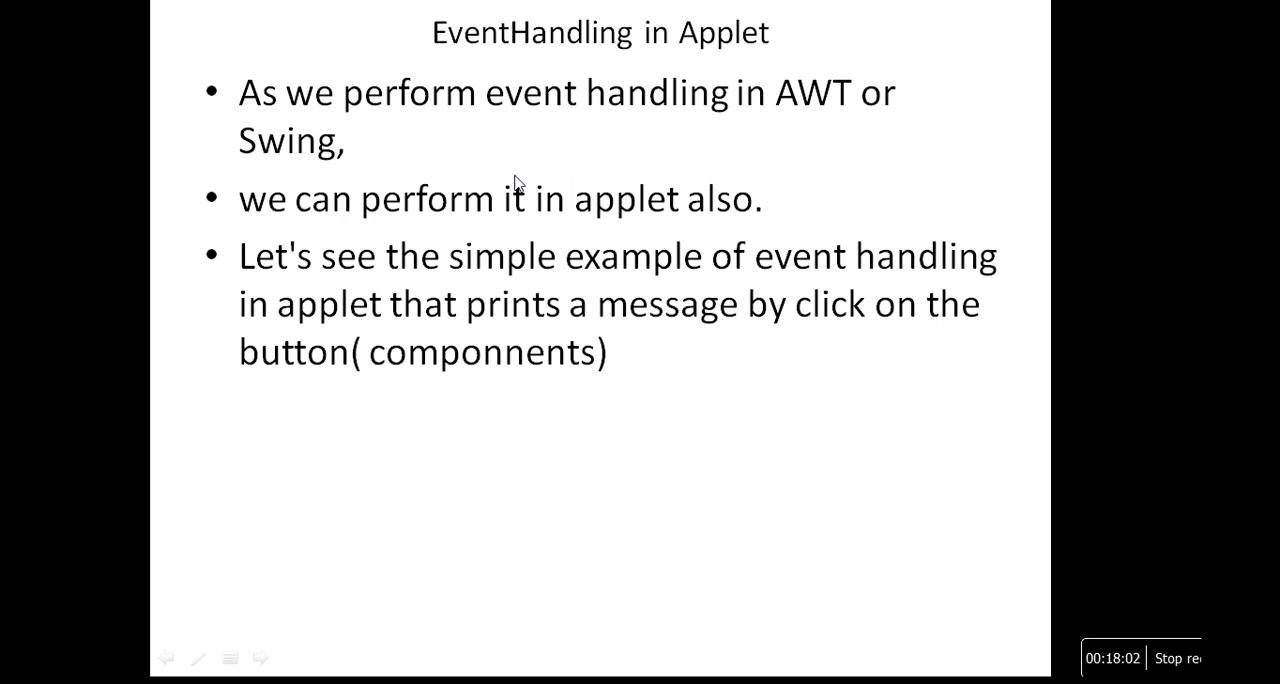 EventHandling in Applet
• As we perform event handling in AWT or
Swing,
• we can perform it in applet also.
• Let's see the simple example of event handling
in applet that prints a message by click on the
button( componnents)
00:18:02 Stop